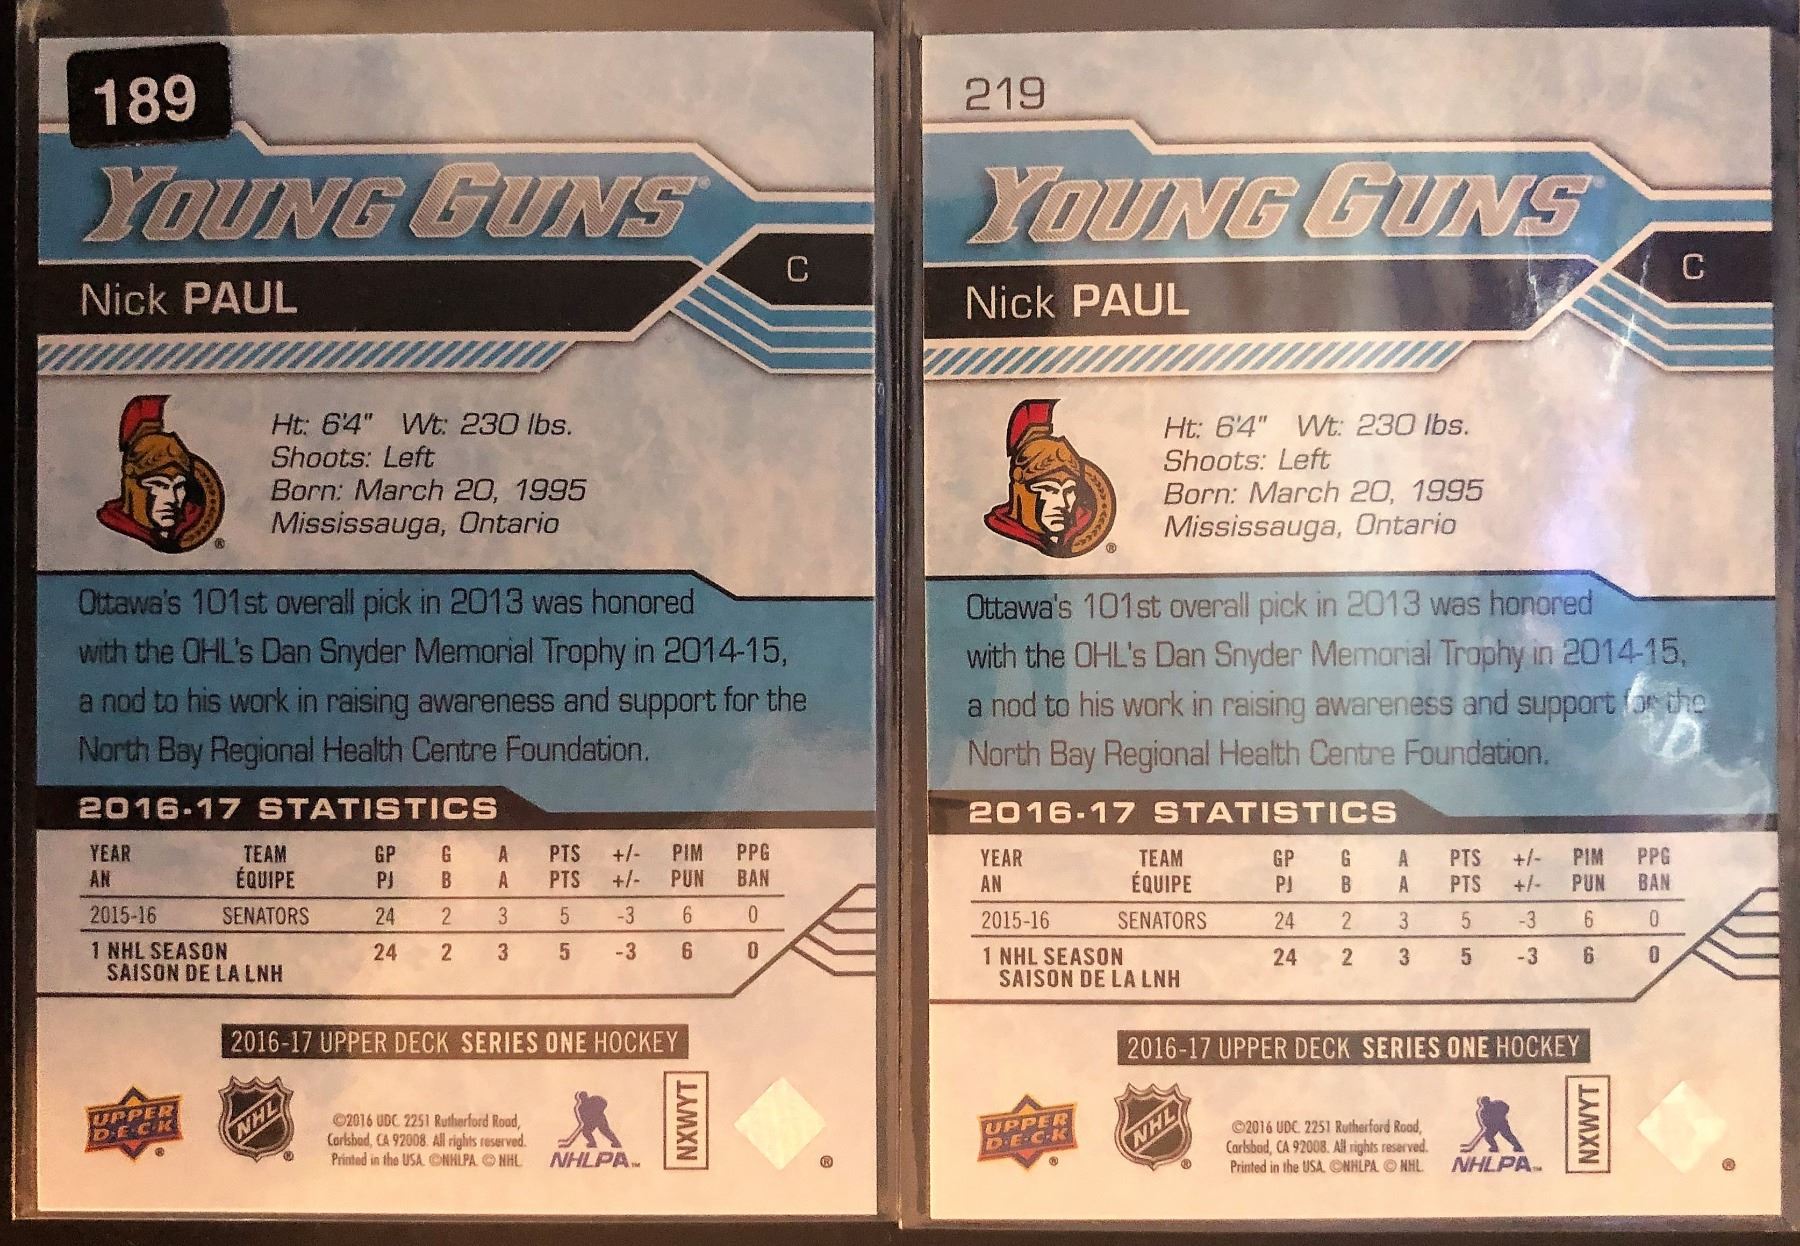 189
YOUNG GUNS®
C
Nick PAUL
Ht: 6'4" Wt: 230 lbs.
Shoots: Left
Born: March 20, 1995
Mississauga, Ontario
®
Ottawa's 101st overall pick in 2013 was honored
with the OHL's Dan Snyder Memorial Trophy in 2014-15,
a nod to his work in raising awareness and support for the
North Bay Regional Health Centre Foundation.
2016-17 STATISTICS
YEAR TEAM GP G A PTS +/- PIM PPG
AN ÉQUIPE PJ B A PTS +/- PUN BAN
2015-16 SENATORS 24 2 3 5 -3 6 0
1 NHL SEASON 24 2 3 5 -3 6 0
SAISON DE LA LNH
2016-17 UPPER DECK SERIES ONE HOCKEY
UPPER
DECK®
NHL®
©2016 UDC. 2251 Rutherford Road,
Carlsbad, CA 92008. All rights reserved.
Printed in the USA. ©NHLPA. © NHL.
NHLPA™
NXWYT
®
219
YOUNG GUNS®
C
Nick PAUL
Ht: 6'4" Wt: 230 lbs.
Shoots: Left
Born: March 20, 1995
Mississauga, Ontario
®
Ottawa's 101st overall pick in 2013 was honored
with the OHL's Dan Snyder Memorial Trophy in 2014-15,
a nod to his work in raising awareness and support for the
North Bay Regional Health Centre Foundation.
2016-17 STATISTICS
YEAR TEAM GP G A PTS +/- PIM PPG
AN ÉQUIPE PJ B A PTS +/- PUN BAN
2015-16 SENATORS 24 2 3 5 -3 6 0
1 NHL SEASON 24 2 3 5 -3 6 0
SAISON DE LA LNH
2016-17 UPPER DECK SERIES ONE HOCKEY
UPPER
DECK®
NHL®
©2016 UDC. 2251 Rutherford Road,
Carlsbad, CA 92008. All rights reserved.
Printed in the USA. ©NHLPA. © NHL.
NHLPA™
NXWYT
®